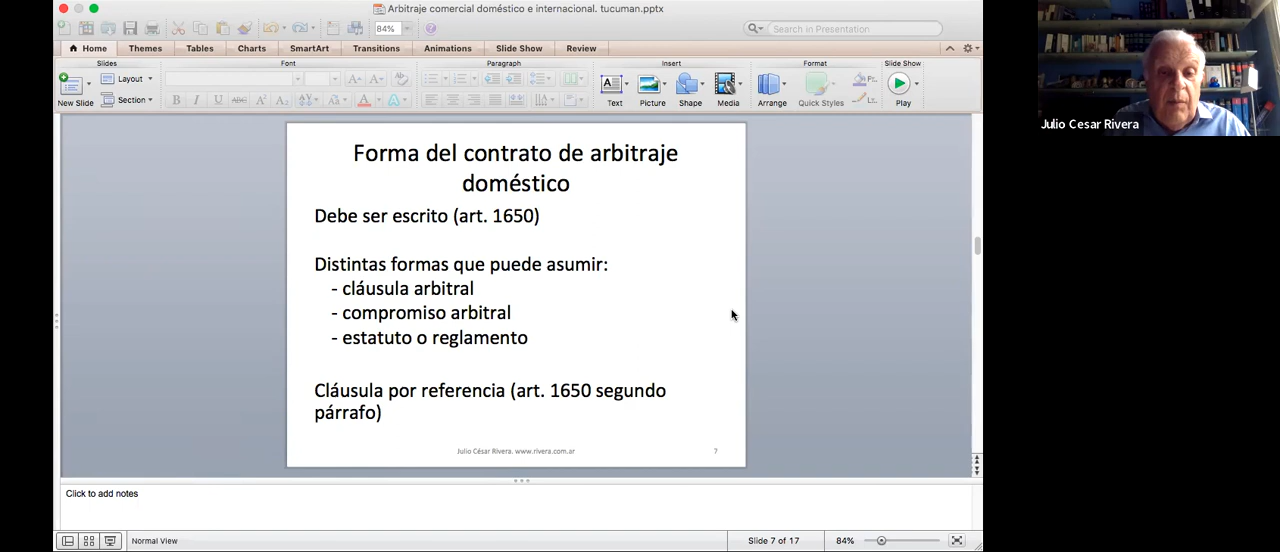 Arbitraje comercial doméstico e internacional. tucuman.pptx
84%
Search in Presentation
Home Themes Tables Charts SmartArt Transitions Animations Slide Show Review
Slides Font Paragraph Insert Format Slide Show
Layout
Section
New Slide
B I U ABC A² A₂
Text Picture Shape Media Arrange Quick Styles Play
Julio Cesar Rivera
Forma del contrato de arbitraje
doméstico
Debe ser escrito (art. 1650)
Distintas formas que puede asumir:
- cláusula arbitral
- compromiso arbitral
- estatuto o reglamento
Cláusula por referencia (art. 1650 segundo
párrafo)
Julio César Rivera. www.rivera.com.ar 7
Click to add notes
Normal View Slide 7 of 17 84%